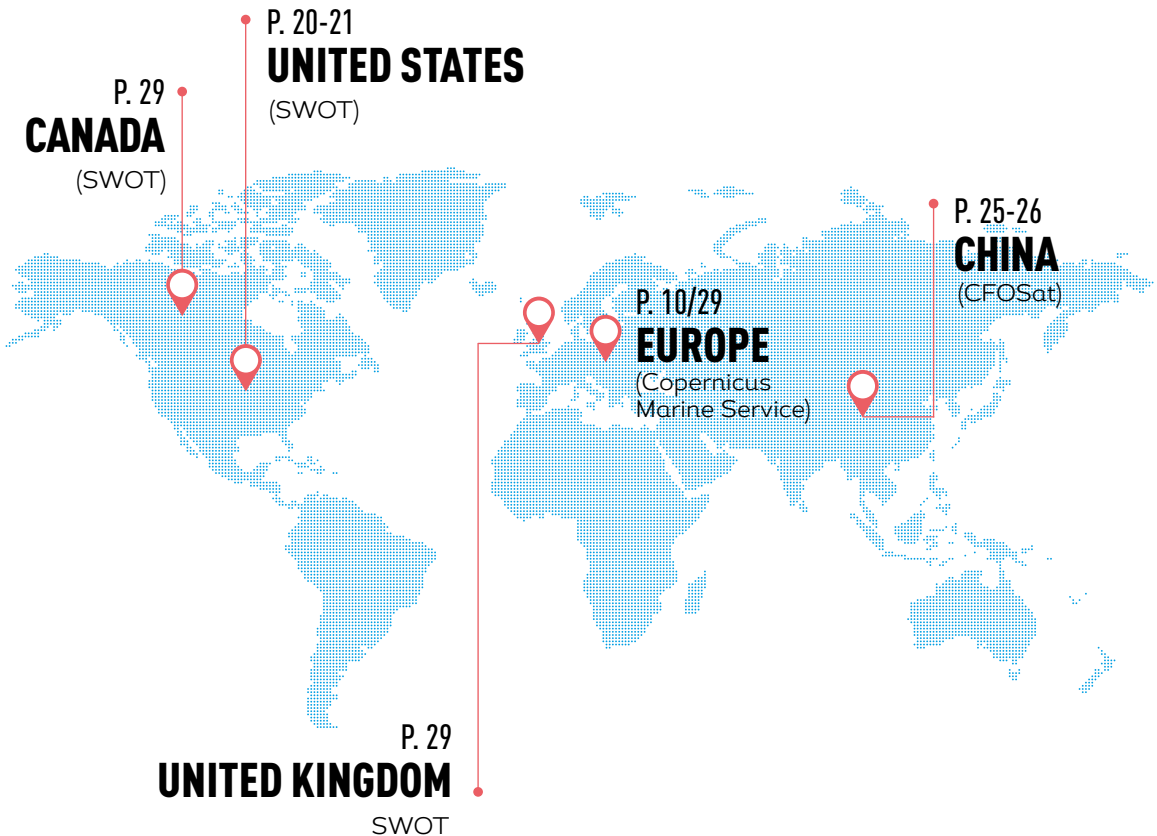 P. 20-21
UNITED STATES
(SWOT)
P. 29
CANADA
(SWOT)
P. 25-26
CHINA
(CFOSat)
P. 10/29
EUROPE
(Copernicus
Marine Service)
P. 29
UNITED KINGDOM
SWOT